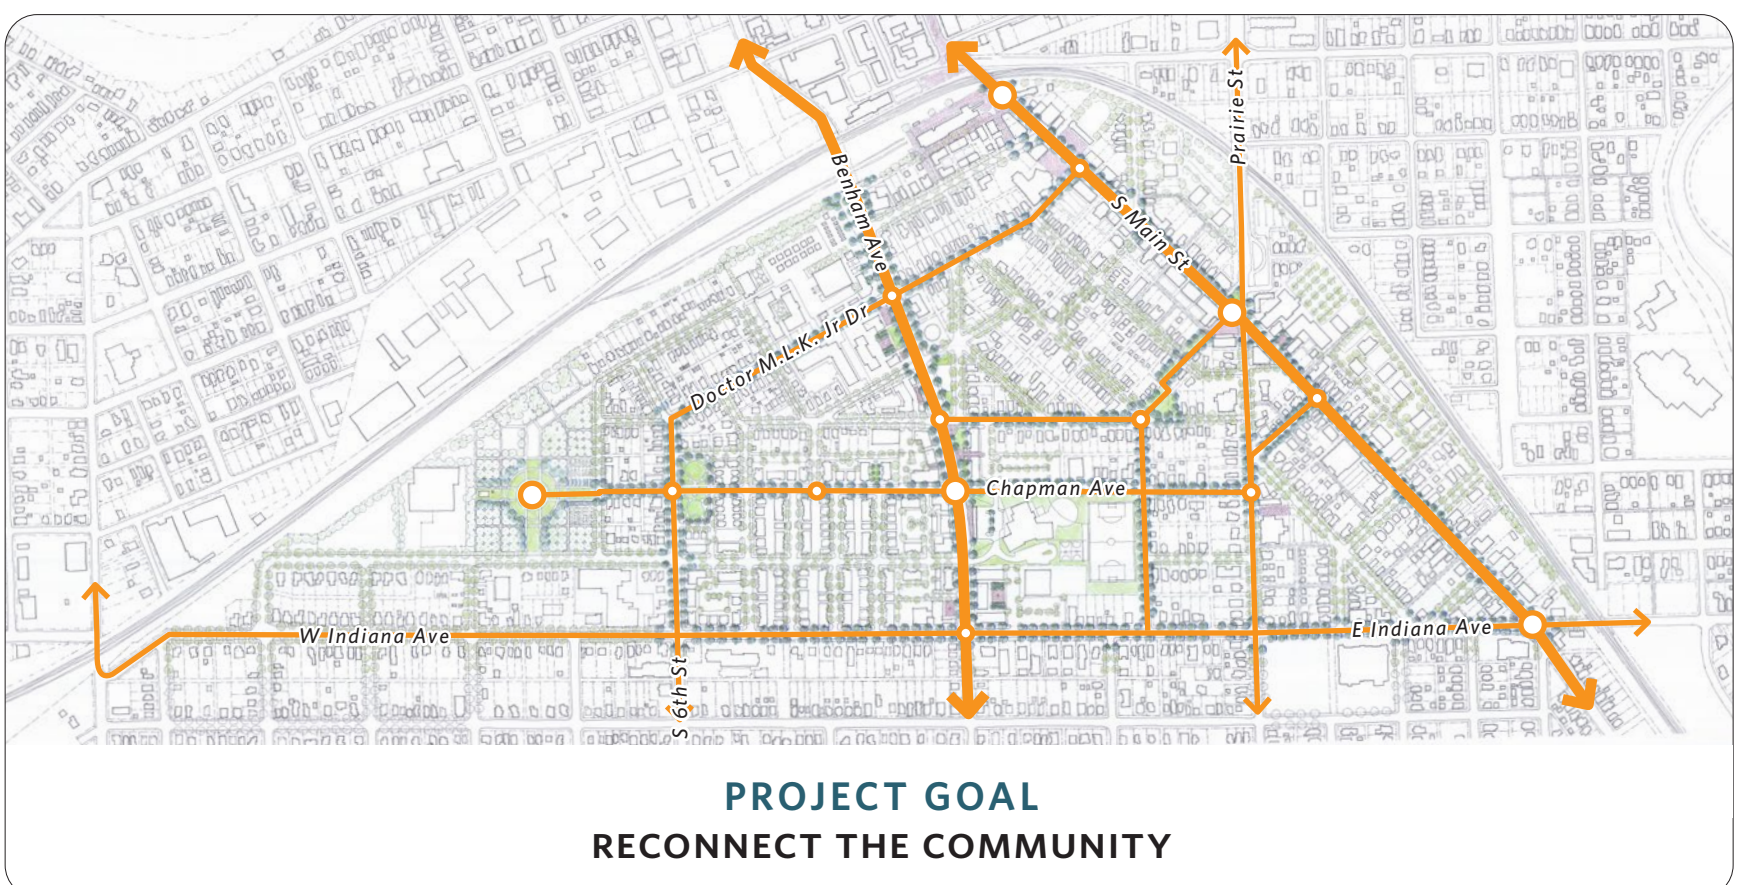 Prairie St
Benham Ave
S Main St
Doctor M.L.K. Jr Dr
Chapman Ave
W Indiana Ave
E Indiana Ave
S 6th St
PROJECT GOAL
RECONNECT THE COMMUNITY